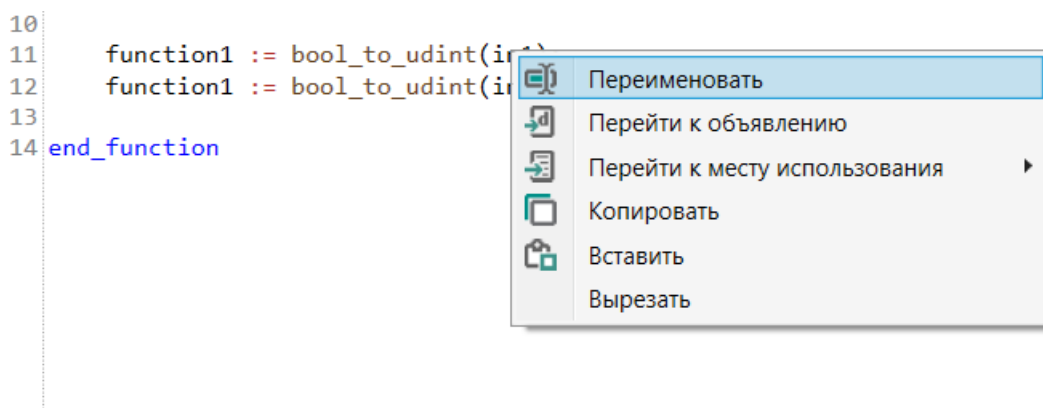 10
11 function1 := bool_to_udint(in1)
12 function1 := bool_to_udint(
13
14 end_function
Переименовать
Перейти к объявлению
Перейти к месту использования
Копировать
Вставить
Вырезать